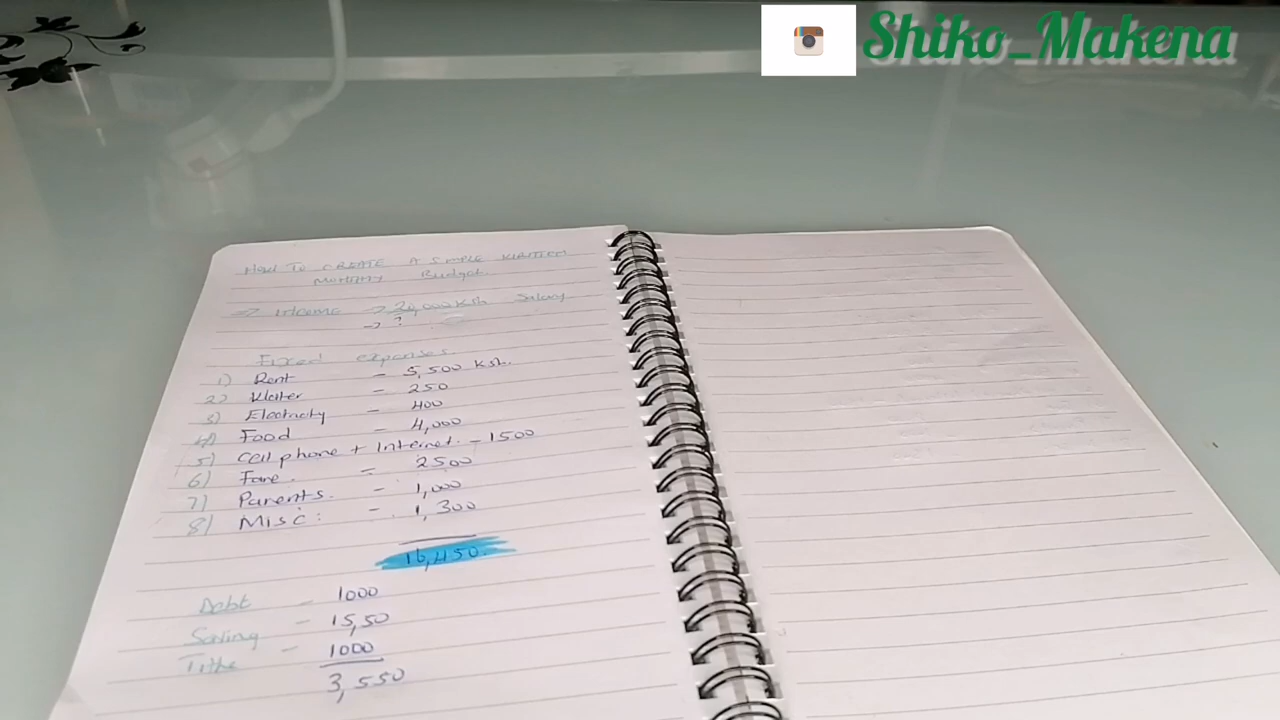 Shiko_Makena
HOW TO CREATE A SIMPLE WRITTEN
MONTHLY Budget.
-> Income -> 20,000 Ksh Salary
-> ?
Fixed expenses.
1) Rent - 5,500 Ksh.
2) Water - 250
3) Electricity - 400
4) Food - 4,000
5) Cell phone + Internet. - 1500
6) Fare. - 2500
7) Parents. - 1,000
8) Misc: - 1,300
16,450.
Debt - 1000
Saving - 15,50
Tithe - 1000
3,550